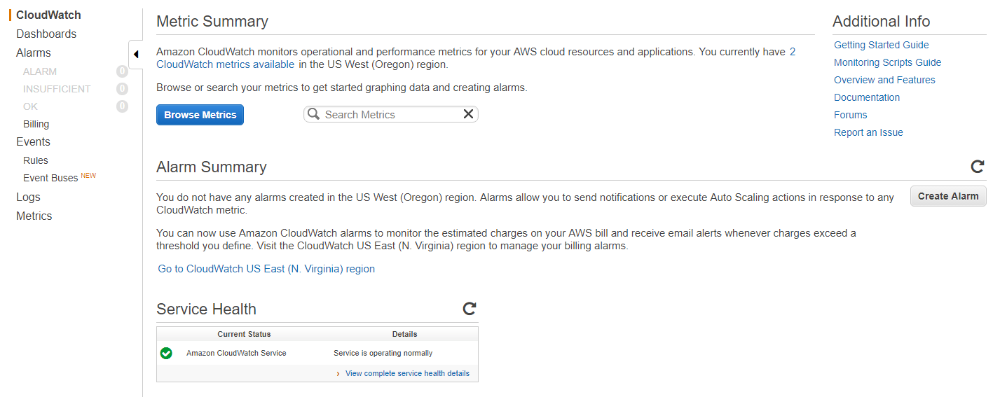 CloudWatch
Dashboards
Alarms
ALARM 0
INSUFFICIENT 0
OK 0
Billing
Events
Rules
Event Buses NEW
Logs
Metrics
Metric Summary
Amazon CloudWatch monitors operational and performance metrics for your AWS cloud resources and applications. You currently have 2
CloudWatch metrics available in the US West (Oregon) region.
Browse or search your metrics to get started graphing data and creating alarms.
Browse Metrics
Search Metrics
Additional Info
Getting Started Guide
Monitoring Scripts Guide
Overview and Features
Documentation
Forums
Report an Issue
Alarm Summary
You do not have any alarms created in the US West (Oregon) region. Alarms allow you to send notifications or execute Auto Scaling actions in response to any
CloudWatch metric.
Create Alarm
You can now use Amazon CloudWatch alarms to monitor the estimated charges on your AWS bill and receive email alerts whenever charges exceed a
threshold you define. Visit the CloudWatch US East (N. Virginia) region to manage your billing alarms.
Go to CloudWatch US East (N. Virginia) region
Service Health
Current Status Details
Amazon CloudWatch Service Service is operating normally
› View complete service health details